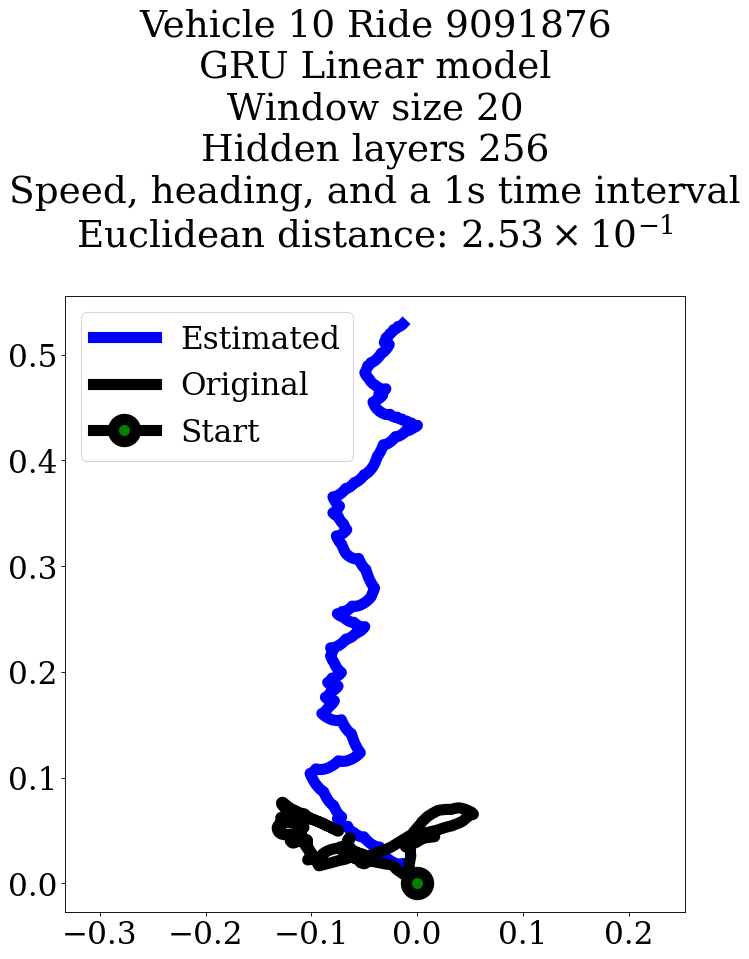 Vehicle 10 Ride 9091876
GRU Linear model
Window size 20
Hidden layers 256
Speed, heading, and a 1s time interval
Euclidean distance: 2.53 × 10⁻¹
Estimated
Original
Start
0.5
0.4
0.3
0.2
0.1
0.0
−0.3 −0.2 −0.1 0.0 0.1 0.2